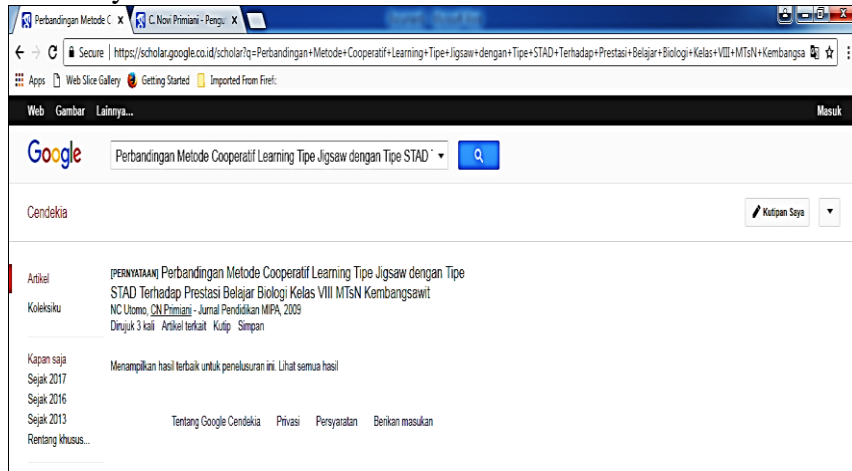 Perbandingan Metode C x C. Novi Primiani - Pengu x
Secure | https://scholar.google.co.id/scholar?q=Perbandingan+Metode+Cooperatif+Learning+Tipe+Jigsaw+dengan+Tipe+STAD+Terhadap+Prestasi+Belajar+Biologi+Kelas+VIII+MTsN+Kembangsa
Apps Web Slice Gallery Getting Started Imported From Firefo
Web Gambar Lainnya... Masuk
Google Perbandingan Metode Cooperatif Learning Tipe Jigsaw dengan Tipe STAD
Cendekia Kutipan Saya
Artikel
Koleksiku
Kapan saja
Sejak 2017
Sejak 2016
Sejak 2013
Rentang khusus...
[PERNYATAAN] Perbandingan Metode Cooperatif Learning Tipe Jigsaw dengan Tipe
STAD Terhadap Prestasi Belajar Biologi Kelas VIII MTsN Kembangsawit
NC Utomo, CN Primiani - Jurnal Pendidikan MIPA, 2009
Dirujuk 3 kali Artikel terkait Kutip Simpan
Menampilkan hasil terbaik untuk penelusuran ini. Lihat semua hasil
Tentang Google Cendekia Privasi Persyaratan Berikan masukan